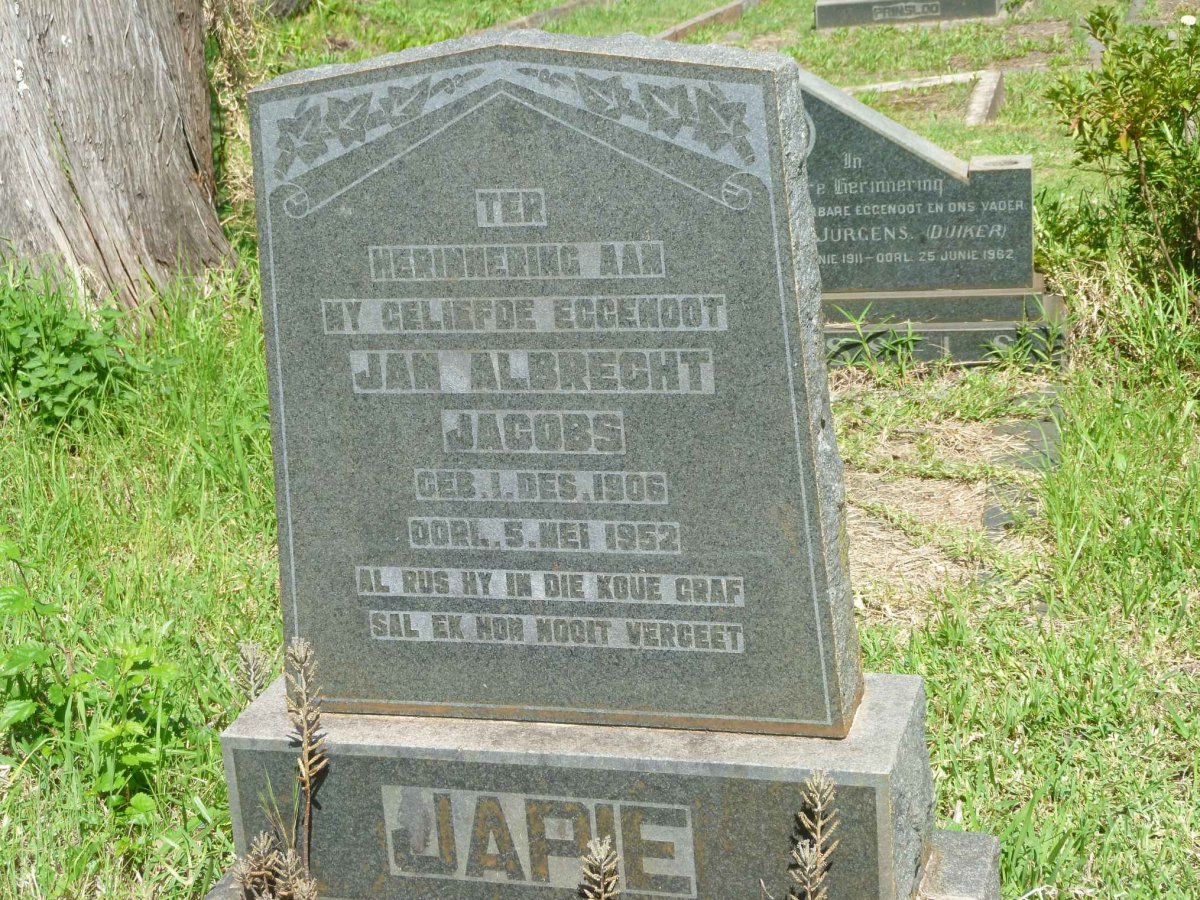 TER
HERINNERING AAN
MY GELIEFDE EGGENOOT
JAN ALBRECHT
JACOBS
GEB. 1. DES. 1906
OORL. 5. MEI 1952
AL RUS HY IN DIE KOUE GRAF
SAL EK HOM NOOIT VERGEET
JAPIE
In
Herinnering
EGGENOOT EN ONS VADER
JURGENS. (DUIKER)
1911 - OORL. 25 JUNIE 1962
PRINSLOO